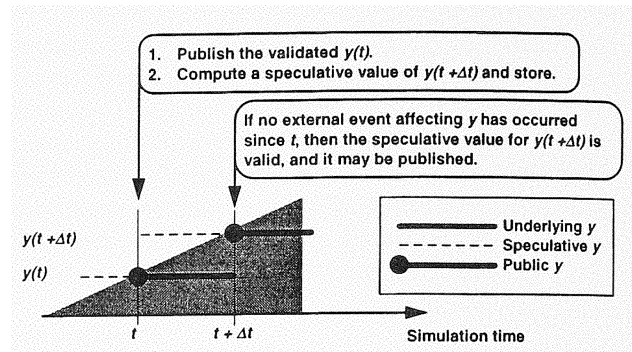 1. Publish the validated y(t).
2. Compute a speculative value of y(t +Δt) and store.
If no external event affecting y has occurred
since t, then the speculative value for y(t +Δt) is
valid, and it may be published.
y(t +Δt)
y(t)
Underlying y
Speculative y
Public y
t
t + Δt
Simulation time